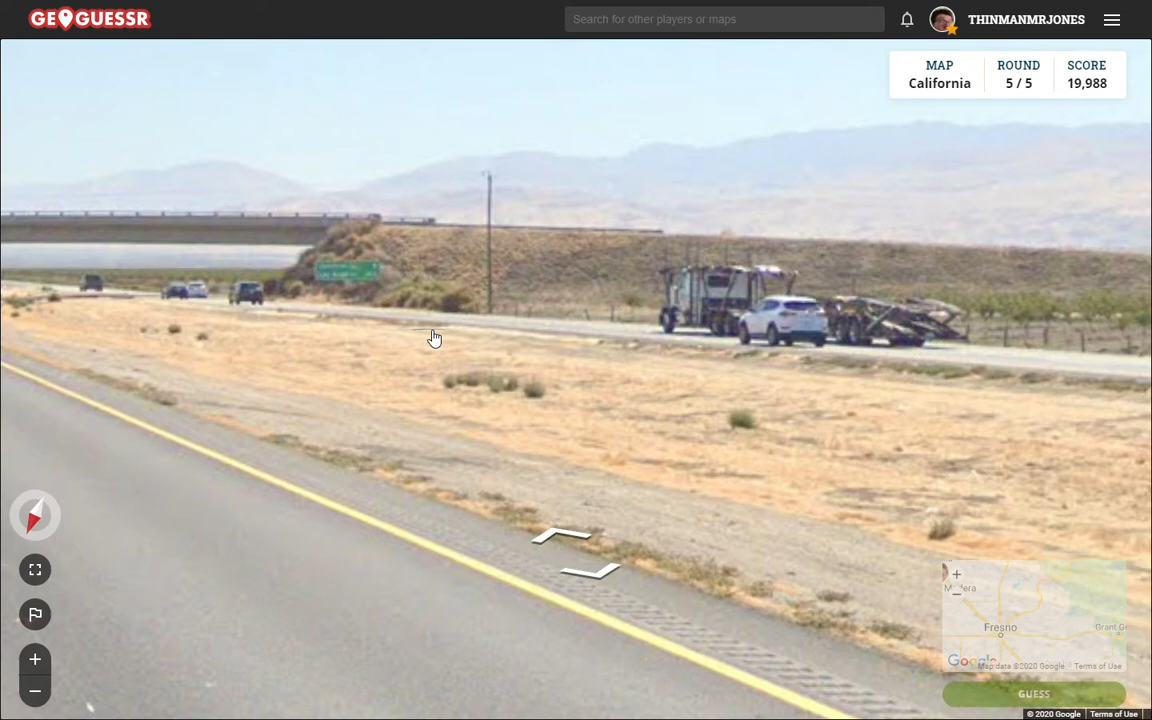 GEOGUESSR
Search for other players or maps
THINMANMRJONES
MAP
ROUND
SCORE
California
5 / 5
19,988
Fresno
Grant
Google
Map data ©2020 Google
Terms of Use
GUESS
© 2020 Google
Terms of Use